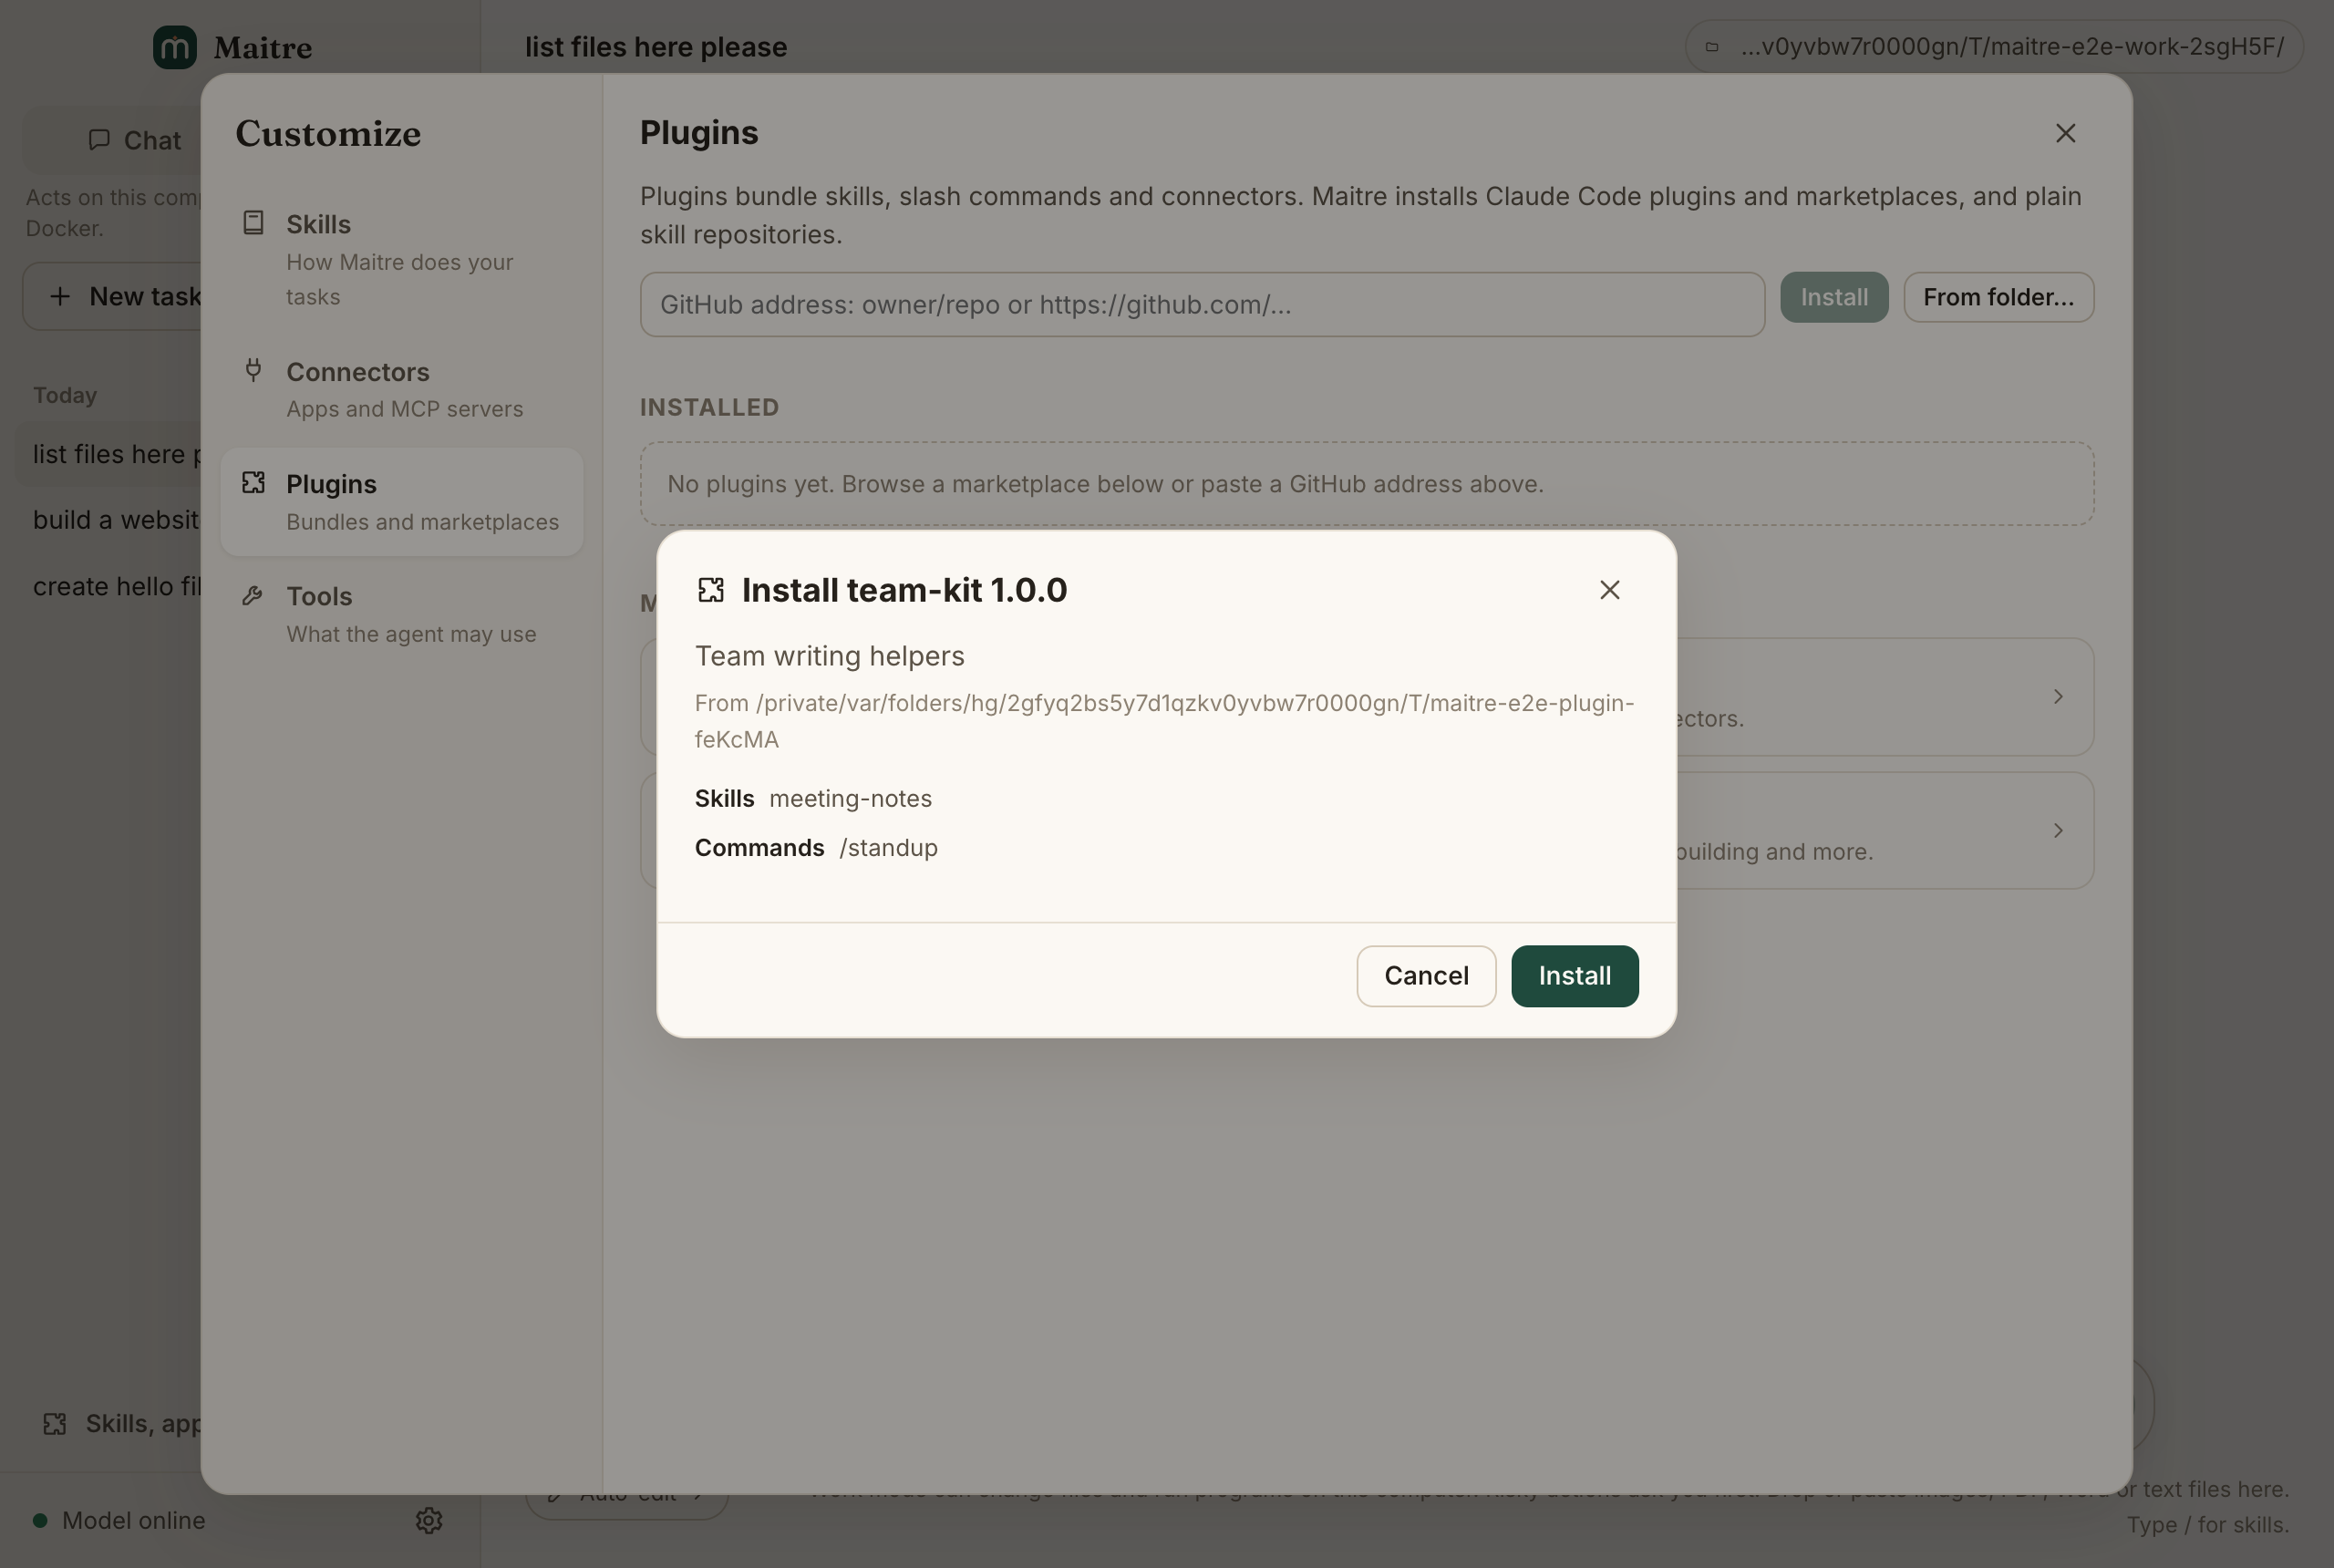 Maitre
list files here please
...v0yvbw7r0000gn/T/maitre-e2e-work-2sgH5F/
Chat
Acts on this
Docker.
New task
Today
list files here
build a
create hello
Skills,
Model online
Customize
Skills
How Maitre does your
tasks
Connectors
Apps and MCP servers
Plugins
Bundles and marketplaces
Tools
What the agent may use
Plugins
Plugins bundle skills, slash commands and connectors. Maitre installs Claude Code plugins and marketplaces, and plain
skill repositories.
GitHub address: owner/repo or https://github.com/...
Install
From folder...
INSTALLED
No plugins yet. Browse a marketplace below or paste a GitHub address above.
building and more.
Install team-kit 1.0.0
Team writing helpers
From /private/var/folders/hg/2gfyq2bs5y7d1qzkv0yvbw7r0000gn/T/maitre-e2e-plugin-
feKcMA
Skills meeting-notes
Commands /standup
Cancel
Install
or text files here.
Type / for skills.